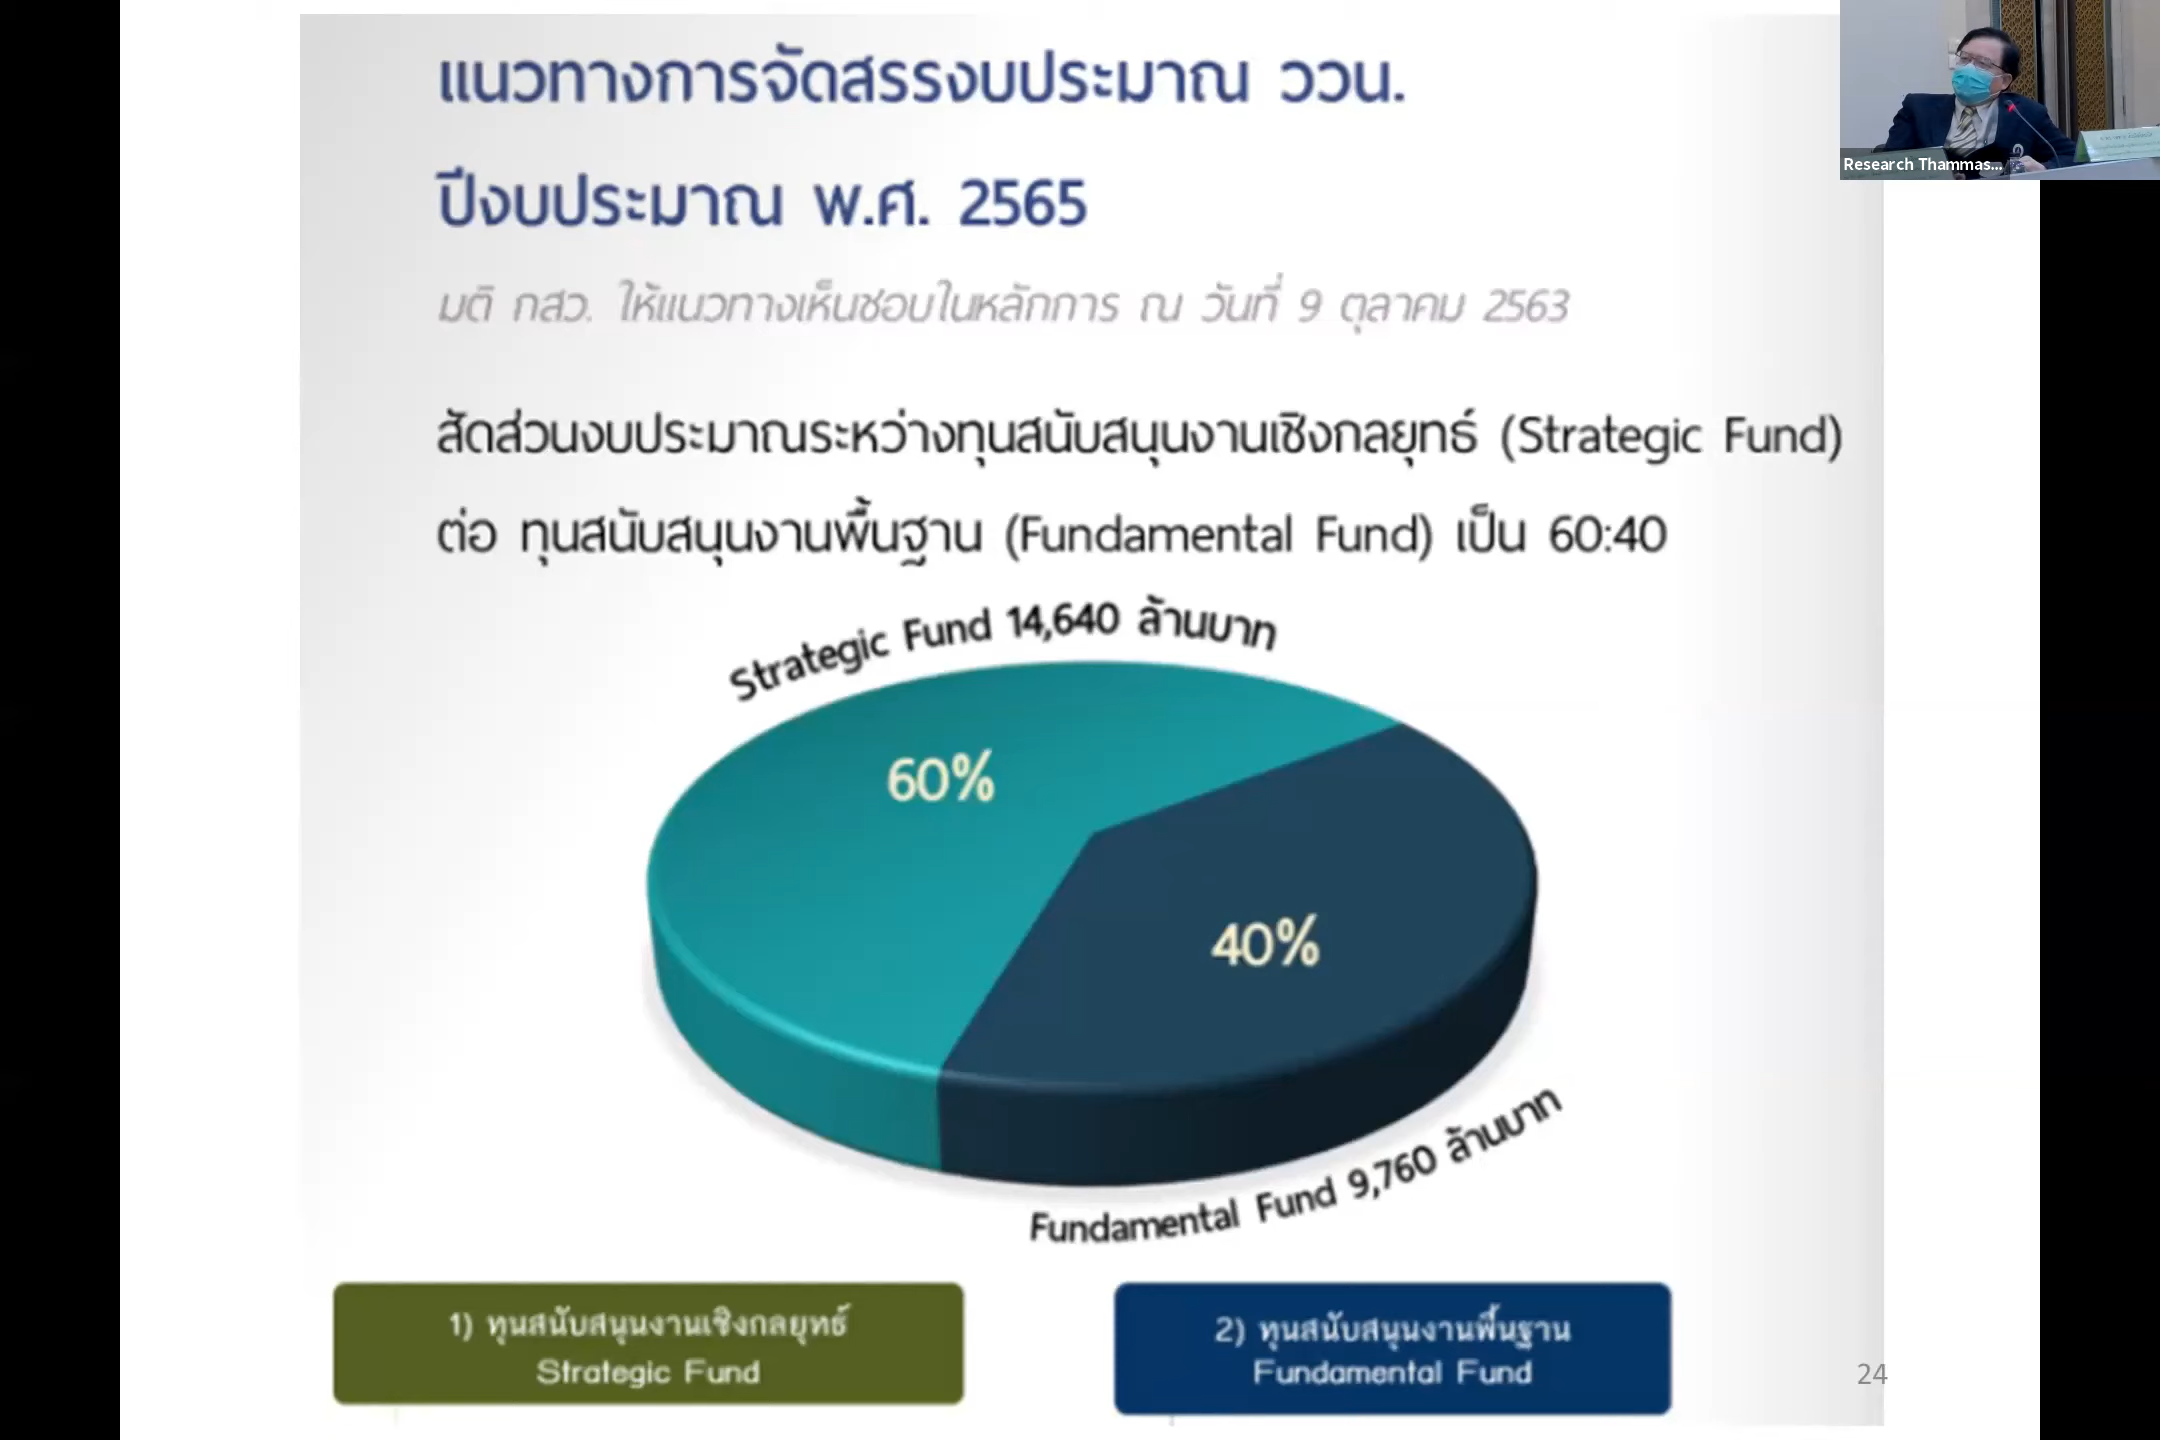 แนวทางการจัดสรรงบประมาณ ววน.
ปีงบประมาณ พ.ศ. 2565
มติ กสว. ให้แนวทางเห็นชอบในหลักการ ณ วันที่ 9 ตุลาคม 2563
สัดส่วนงบประมาณระหว่างทุนสนับสนุนงานเชิงกลยุทธ์ (Strategic Fund)
ต่อ ทุนสนับสนุนงานพื้นฐาน (Fundamental Fund) เป็น 60:40
Strategic Fund 14,640 ล้านบาท
60%
40%
Fundamental Fund 9,760 ล้านบาท
1) ทุนสนับสนุนงานเชิงกลยุทธ์
Strategic Fund
2) ทุนสนับสนุนงานพื้นฐาน
Fundamental Fund
24
Research Thammas...